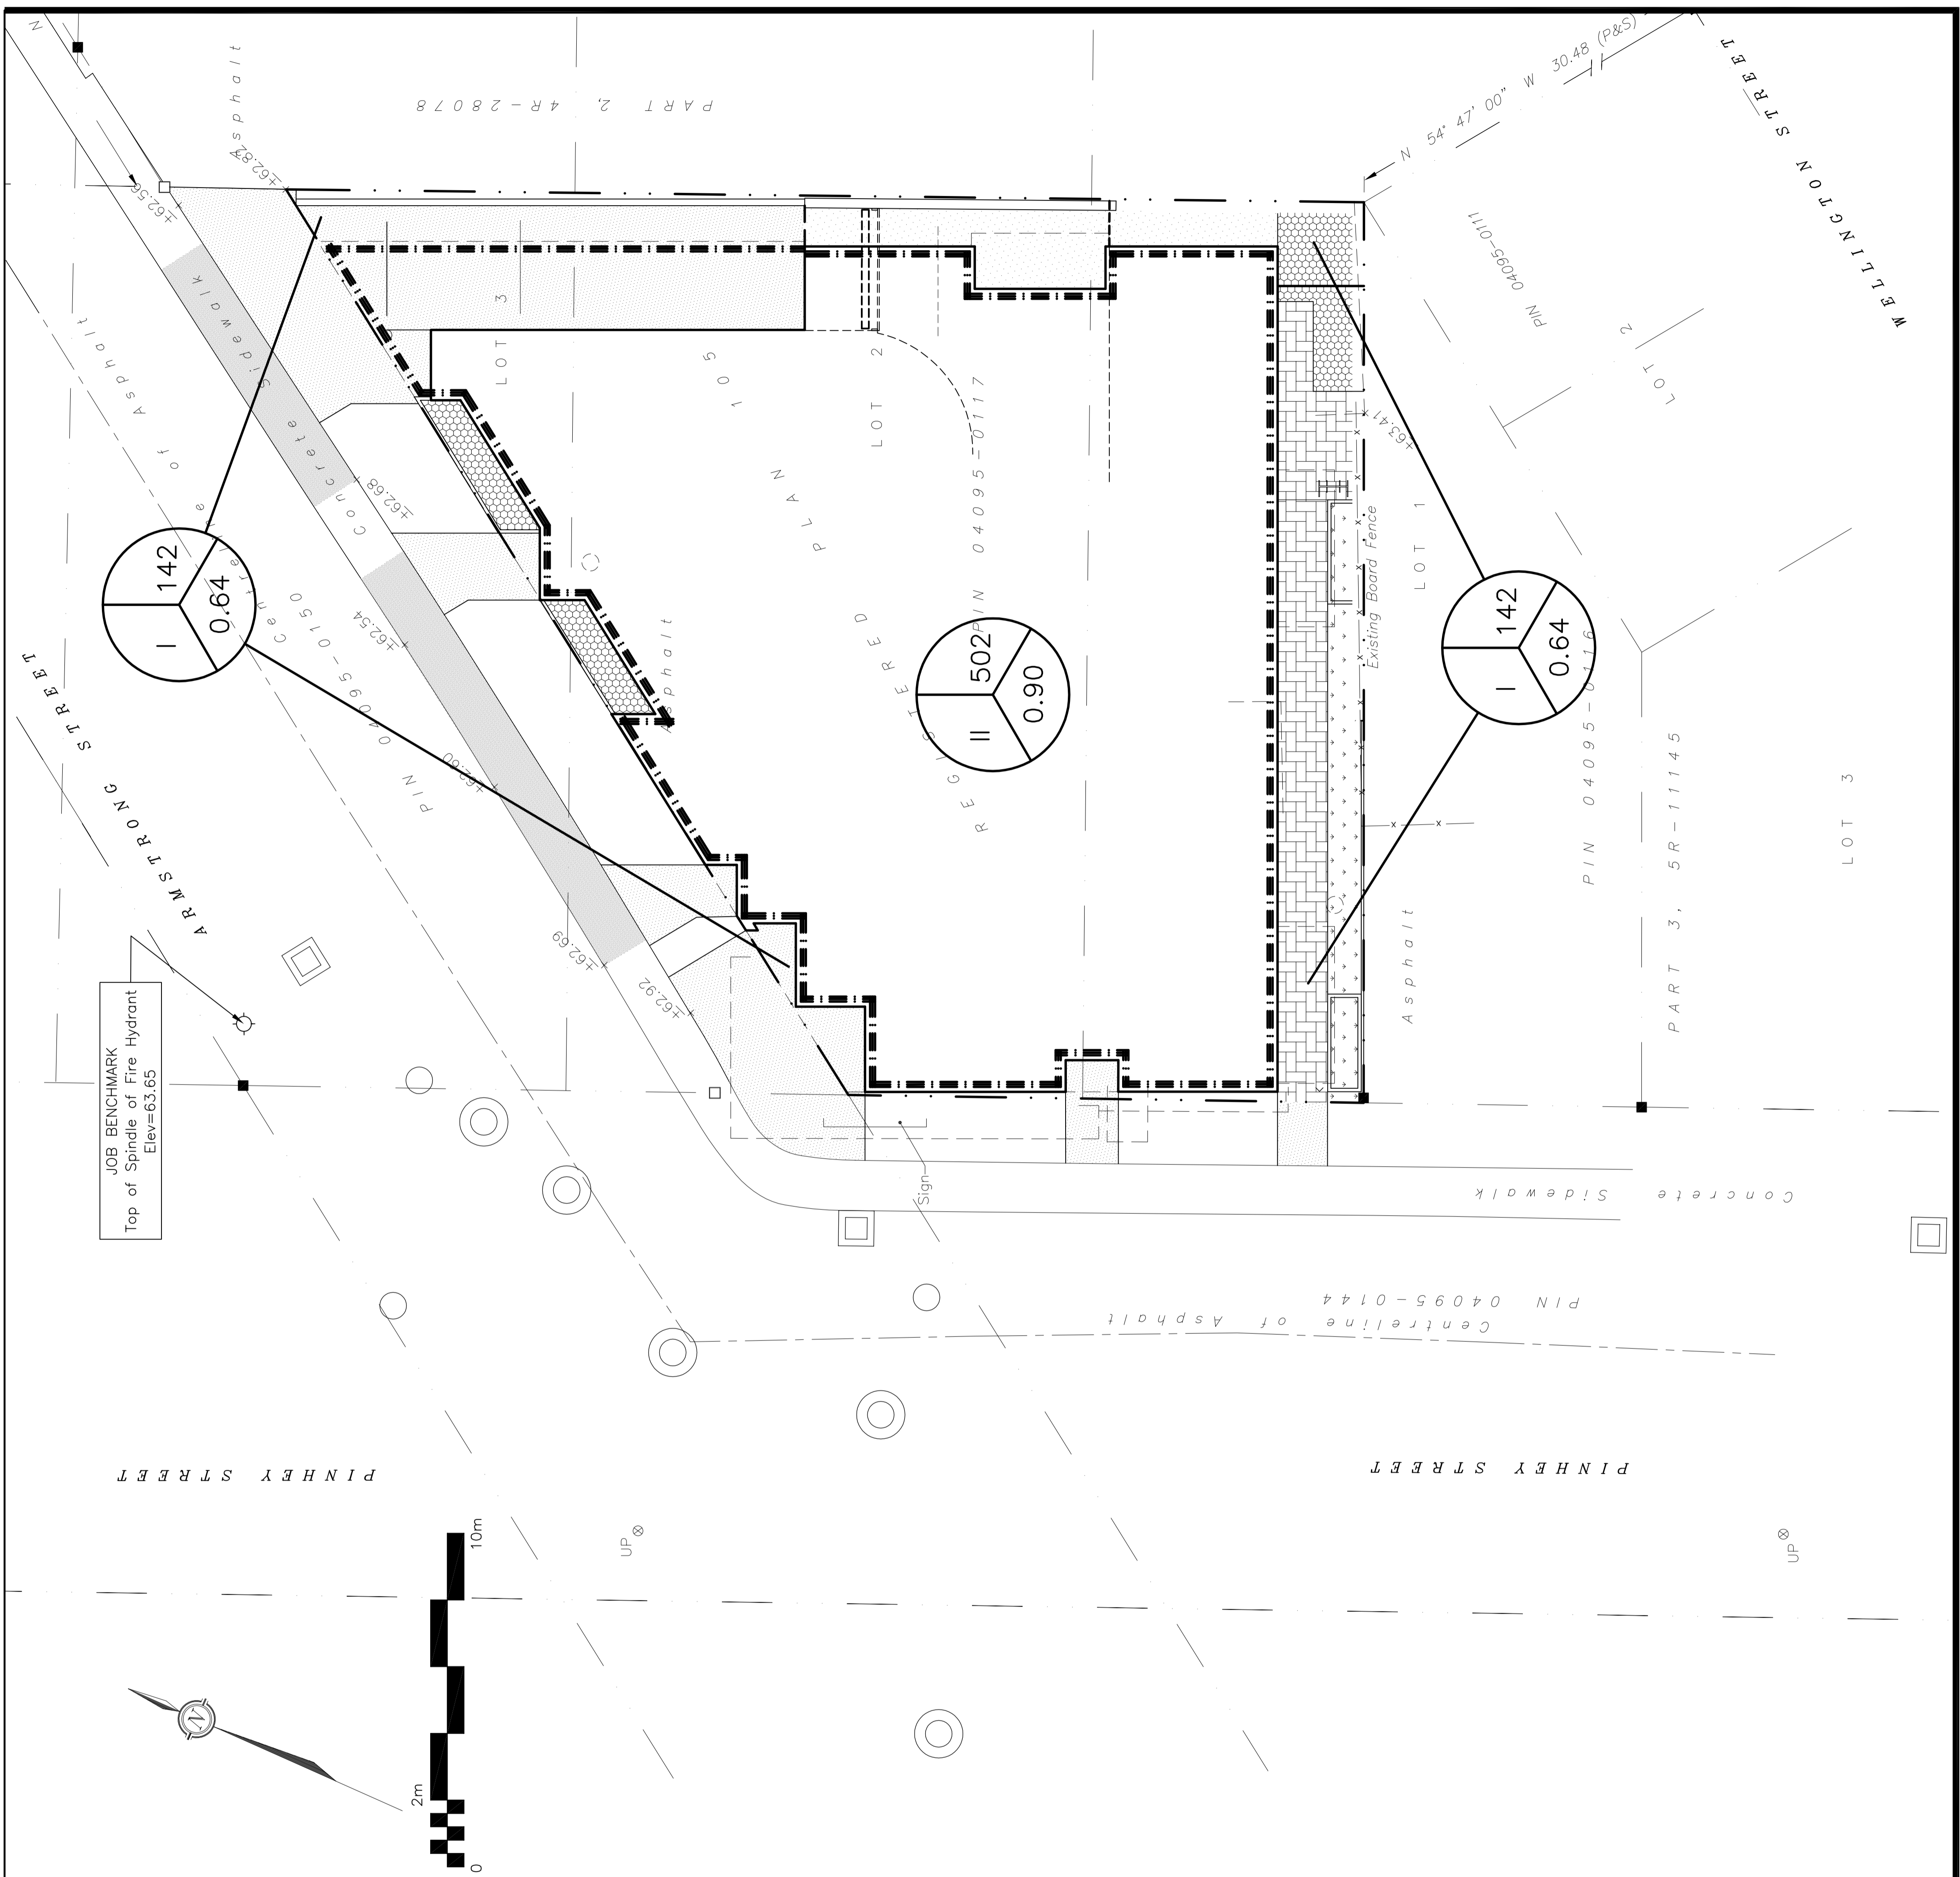 N
Asphalt
PART 2, 4R-28078
N 54° 47' 00" W 30.48 (P&S)
WELLINGTON STREET
+62.56
+62.82
PIN 04095-0111
LOT 2
Sidewalk
Concrete
Centreline of Asphalt
LOT 3
105
PLAN
REGISTERED
LOT 2
PIN 04095-0117
+63.41
Existing Board Fence
LOT 1
+62.68
I
142
0.64
+62.54
PIN 04095-0150
Asphalt
II
502
0.90
I
142
0.64
PIN 04095-0116
PART 3, 5R-11145
LOT 3
ARMSTRONG STREET
+62.60
+62.69
+62.92
Asphalt
JOB BENCHMARK
Top of Spindle of Fire Hydrant
Elev=63.65
Sign
Concrete Sidewalk
PIN 04095-0144
Centreline of Asphalt
PINHEY STREET
PINHEY STREET
UP
UP
10m
2m
0
N